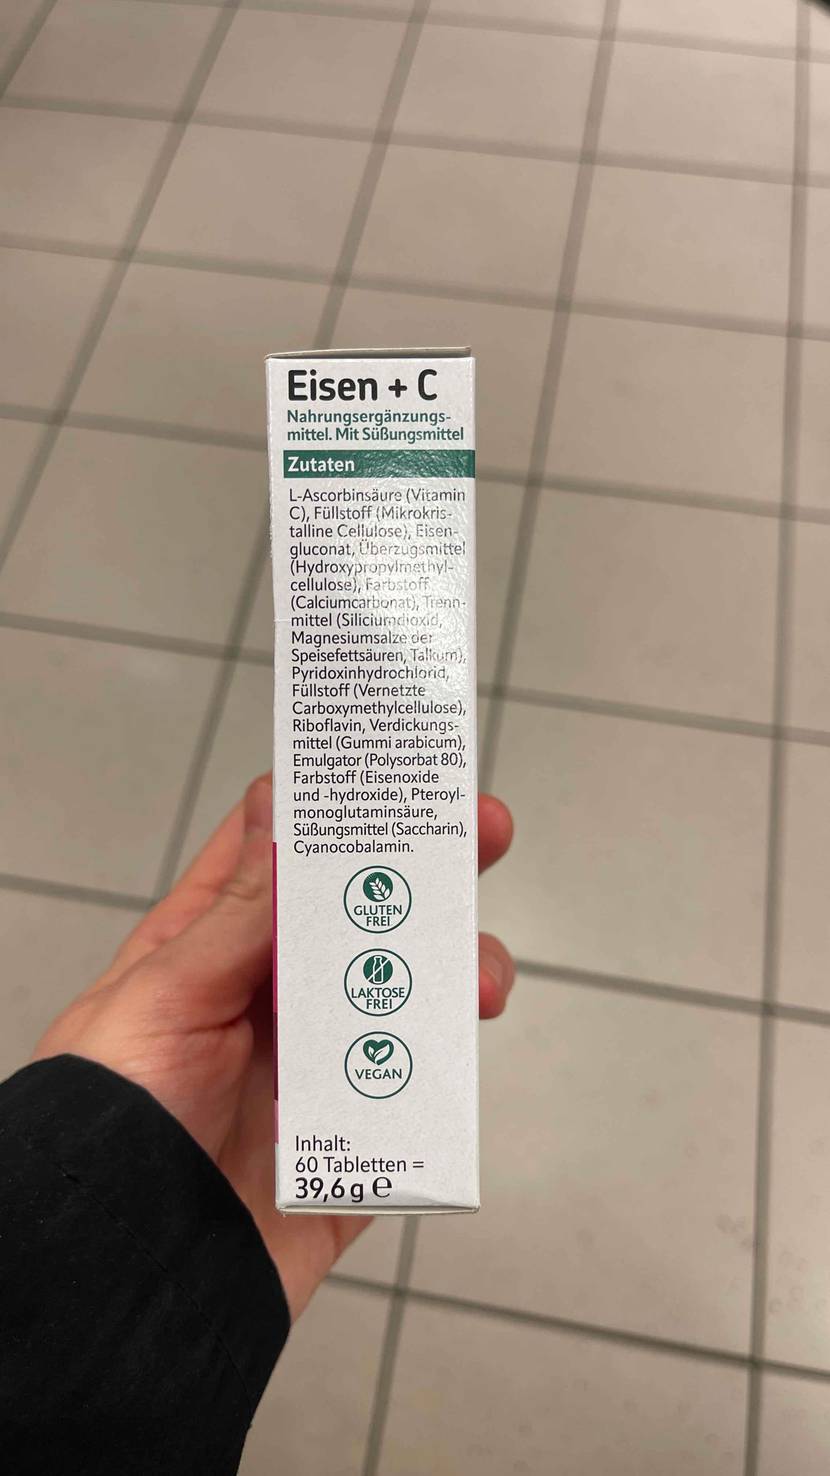 Eisen + C
Nahrungsergänzungs-
mittel. Mit Süßungsmittel
Zutaten
L-Ascorbinsäure (Vitamin
C), Füllstoff (Mikrokris-
talline Cellulose), Eisen-
gluconat, Überzugsmittel
(Hydroxypropylmethyl-
cellulose), Farbstoff
(Calciumcarbonat), Trenn-
mittel (Siliciumdioxid,
Magnesiumsalze der
Speisefettsäuren, Talkum),
Pyridoxinhydrochlorid,
Füllstoff (Vernetzte
Carboxymethylcellulose),
Riboflavin, Verdickungs-
mittel (Gummi arabicum),
Emulgator (Polysorbat 80),
Farbstoff (Eisenoxide
und -hydroxide), Pteroyl-
monoglutaminsäure,
Süßungsmittel (Saccharin),
Cyanocobalamin.
GLUTEN
FREI
LAKTOSE
FREI
VEGAN
Inhalt:
60 Tabletten =
39,6 g ℮